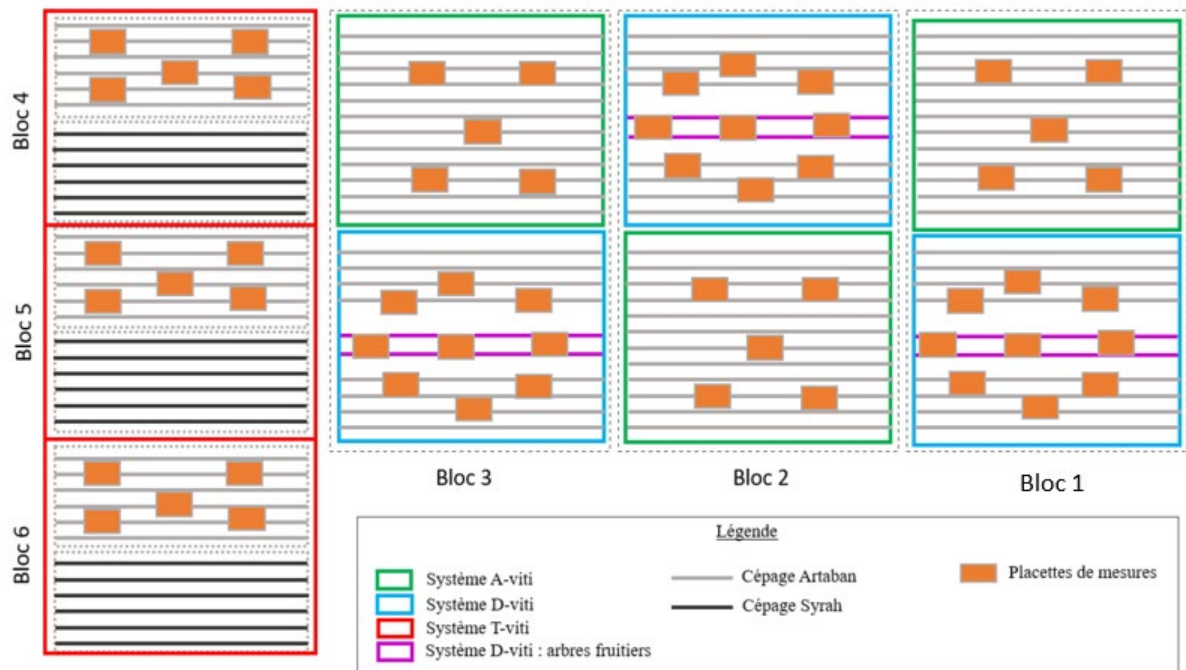 Bloc 4
Bloc 5
Bloc 6
Bloc 3
Bloc 2
Bloc 1
Légende
Système A-viti
Système D-viti
Système T-viti
Système D-viti : arbres fruitiers
Cépage Artaban
Cépage Syrah
Placettes de mesures